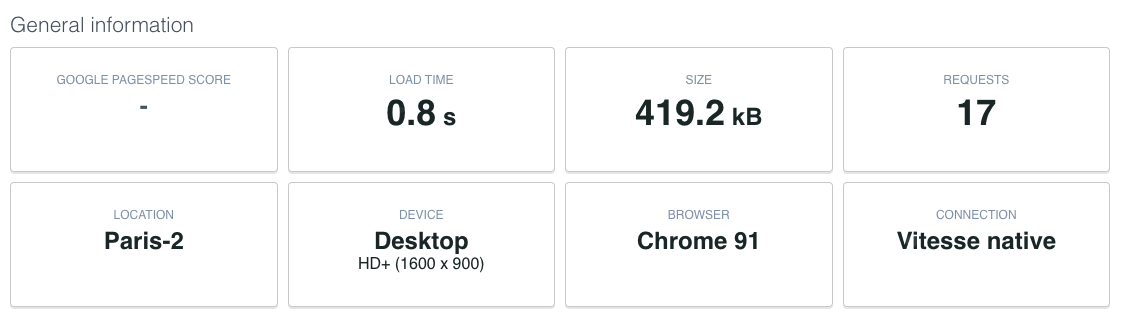 General information
GOOGLE PAGESPEED SCORE
-
LOAD TIME
0.8 s
SIZE
419.2 kB
REQUESTS
17
LOCATION
Paris-2
DEVICE
Desktop
HD+ (1600 x 900)
BROWSER
Chrome 91
CONNECTION
Vitesse native